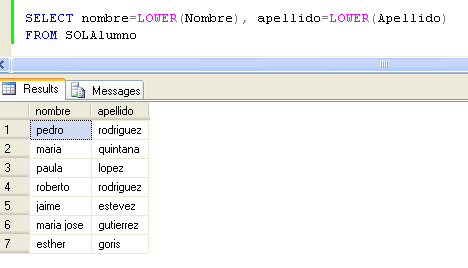 SELECT nombre=LOWER(Nombre), apellido=LOWER(Apellido)
FROM SOLAlumno
Results Messages
nombre apellido
1 pedro rodriguez
2 maria quintana
3 paula lopez
4 roberto rodriguez
5 jaime estevez
6 maria jose gutierrez
7 esther goris